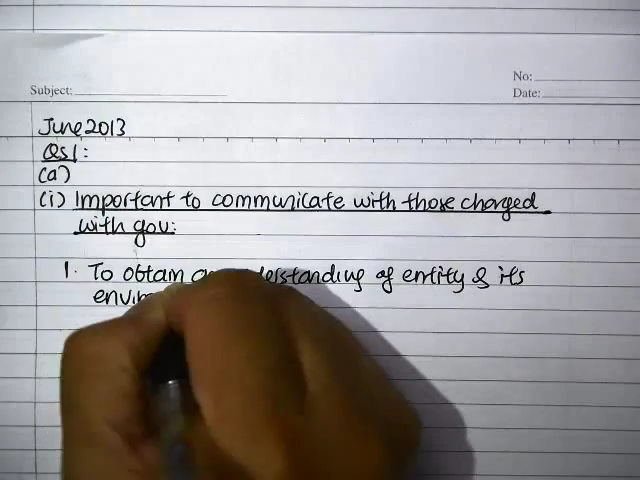 No:
Subject:
Date:
June 2013
Qs1:
(a)
(i) Important to communicate with those charged
with gov:
1. To obtain understanding of entity & its